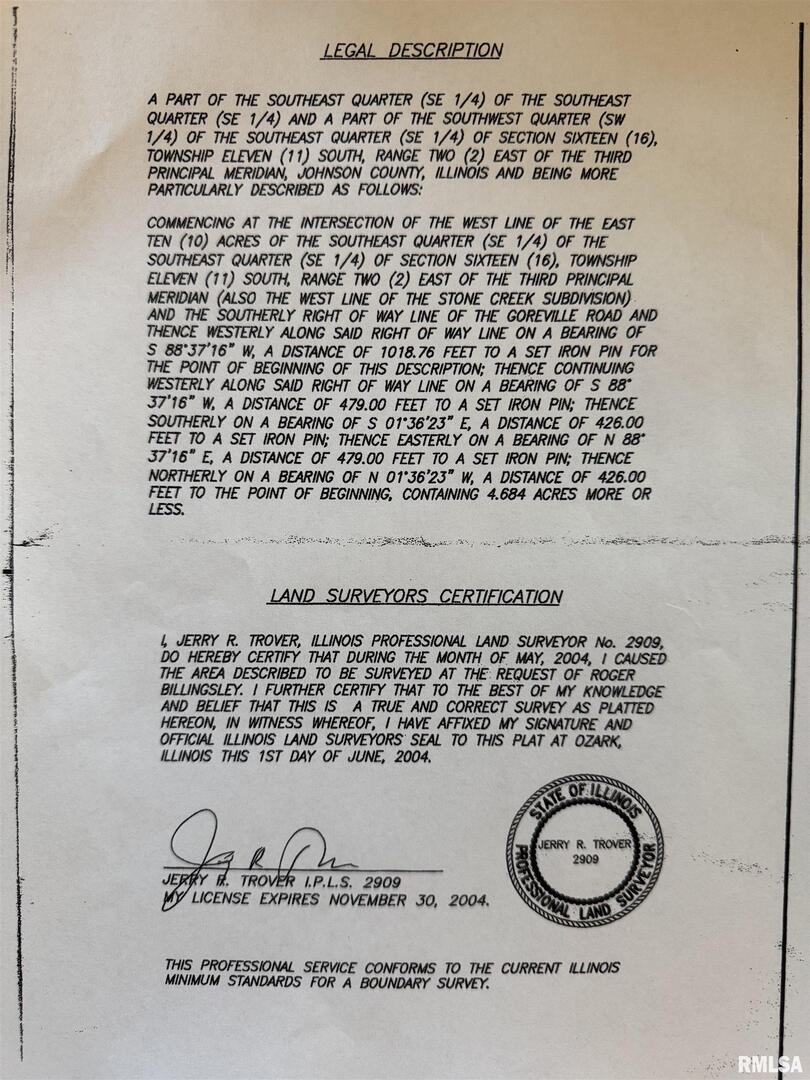 LEGAL DESCRIPTION
A PART OF THE SOUTHEAST QUARTER (SE 1/4) OF THE SOUTHEAST
QUARTER (SE 1/4) AND A PART OF THE SOUTHWEST QUARTER (SW
1/4) OF THE SOUTHEAST QUARTER (SE 1/4) OF SECTION SIXTEEN (16),
TOWNSHIP ELEVEN (11) SOUTH, RANGE TWO (2) EAST OF THE THIRD
PRINCIPAL MERIDIAN, JOHNSON COUNTY, ILLINOIS AND BEING MORE
PARTICULARLY DESCRIBED AS FOLLOWS:
COMMENCING AT THE INTERSECTION OF THE WEST LINE OF THE EAST
TEN (10) ACRES OF THE SOUTHEAST QUARTER (SE 1/4) OF THE
SOUTHEAST QUARTER (SE 1/4) OF SECTION SIXTEEN (16), TOWNSHIP
ELEVEN (11) SOUTH, RANGE TWO (2) EAST OF THE THIRD PRINCIPAL
MERIDIAN (ALSO THE WEST LINE OF THE STONE CREEK SUBDIVISION)
AND THE SOUTHERLY RIGHT OF WAY LINE OF THE GOREVILLE ROAD AND
THENCE WESTERLY ALONG SAID RIGHT OF WAY LINE ON A BEARING OF
S 88°37'16" W, A DISTANCE OF 1018.76 FEET TO A SET IRON PIN FOR
THE POINT OF BEGINNING OF THIS DESCRIPTION; THENCE CONTINUING
WESTERLY ALONG SAID RIGHT OF WAY LINE ON A BEARING OF S 88°
37'16" W, A DISTANCE OF 479.00 FEET TO A SET IRON PIN; THENCE
SOUTHERLY ON A BEARING OF S 01°36'23" E, A DISTANCE OF 426.00
FEET TO A SET IRON PIN; THENCE EASTERLY ON A BEARING OF N 88°
37'16" E, A DISTANCE OF 479.00 FEET TO A SET IRON PIN; THENCE
NORTHERLY ON A BEARING OF N 01°36'23" W, A DISTANCE OF 426.00
FEET TO THE POINT OF BEGINNING, CONTAINING 4.684 ACRES MORE OR
LESS.
LAND SURVEYORS CERTIFICATION
I, JERRY R. TROVER, ILLINOIS PROFESSIONAL LAND SURVEYOR No. 2909,
DO HEREBY CERTIFY THAT DURING THE MONTH OF MAY, 2004, I CAUSED
THE AREA DESCRIBED TO BE SURVEYED AT THE REQUEST OF ROGER
BILLINGSLEY. I FURTHER CERTIFY THAT TO THE BEST OF MY KNOWLEDGE
AND BELIEF THAT THIS IS A TRUE AND CORRECT SURVEY AS PLATTED
HEREON, IN WITNESS WHEREOF, I HAVE AFFIXED MY SIGNATURE AND
OFFICIAL ILLINOIS LAND SURVEYORS SEAL TO THIS PLAT AT OZARK,
ILLINOIS THIS 1ST DAY OF JUNE, 2004.
STATE OF ILLINOIS
JERRY R. TROVER
2909
PROFESSIONAL LAND SURVEYOR
JERRY R. TROVER I.P.L.S. 2909
MY LICENSE EXPIRES NOVEMBER 30, 2004.
THIS PROFESSIONAL SERVICE CONFORMS TO THE CURRENT ILLINOIS
MINIMUM STANDARDS FOR A BOUNDARY SURVEY.
RMLSA